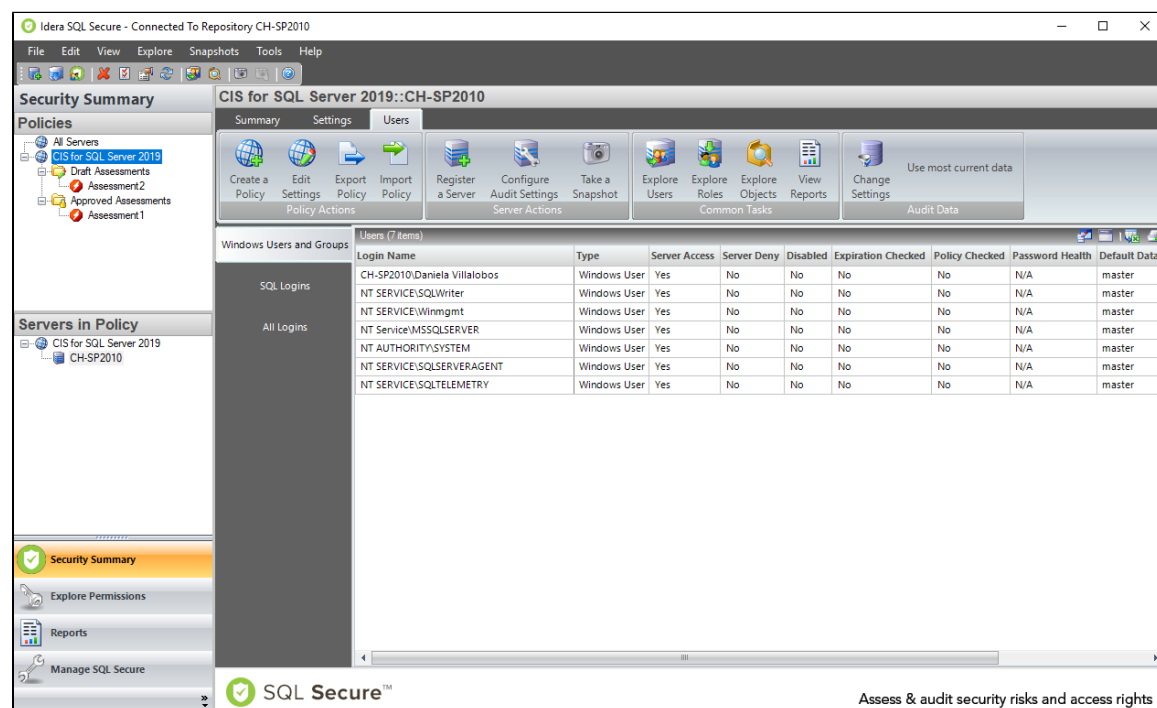 Idera SQL Secure - Connected To Repository CH-SP2010
File Edit View Explore Snapshots Tools Help
Security Summary
Policies
All Servers
CIS for SQL Server 2019
Draft Assessments
Assessment2
Approved Assessments
Assessment1
Servers in Policy
CIS for SQL Server 2019
CH-SP2010
Security Summary
Explore Permissions
Reports
Manage SQL Secure
CIS for SQL Server 2019::CH-SP2010
Summary Settings Users
Create a Policy
Edit Settings
Export Policy
Import Policy
Policy Actions
Register a Server
Configure Audit Settings
Take a Snapshot
Server Actions
Explore Users
Explore Roles
Explore Objects
View Reports
Common Tasks
Change Settings
Use most current data
Audit Data
Windows Users and Groups
SQL Logins
All Logins
Users (7 items)
Login Name Type Server Access Server Deny Disabled Expiration Checked Policy Checked Password Health Default Data
CH-SP2010\Daniela Villalobos Windows User Yes No No No No N/A master
NT SERVICE\SQLWriter Windows User Yes No No No No N/A master
NT SERVICE\Winmgmt Windows User Yes No No No No N/A master
NT Service\MSSQLSERVER Windows User Yes No No No No N/A master
NT AUTHORITY\SYSTEM Windows User Yes No No No No N/A master
NT SERVICE\SQLSERVERAGENT Windows User Yes No No No No N/A master
NT SERVICE\SQLTELEMETRY Windows User Yes No No No No N/A master
SQL Secure™
Assess & audit security risks and access rights